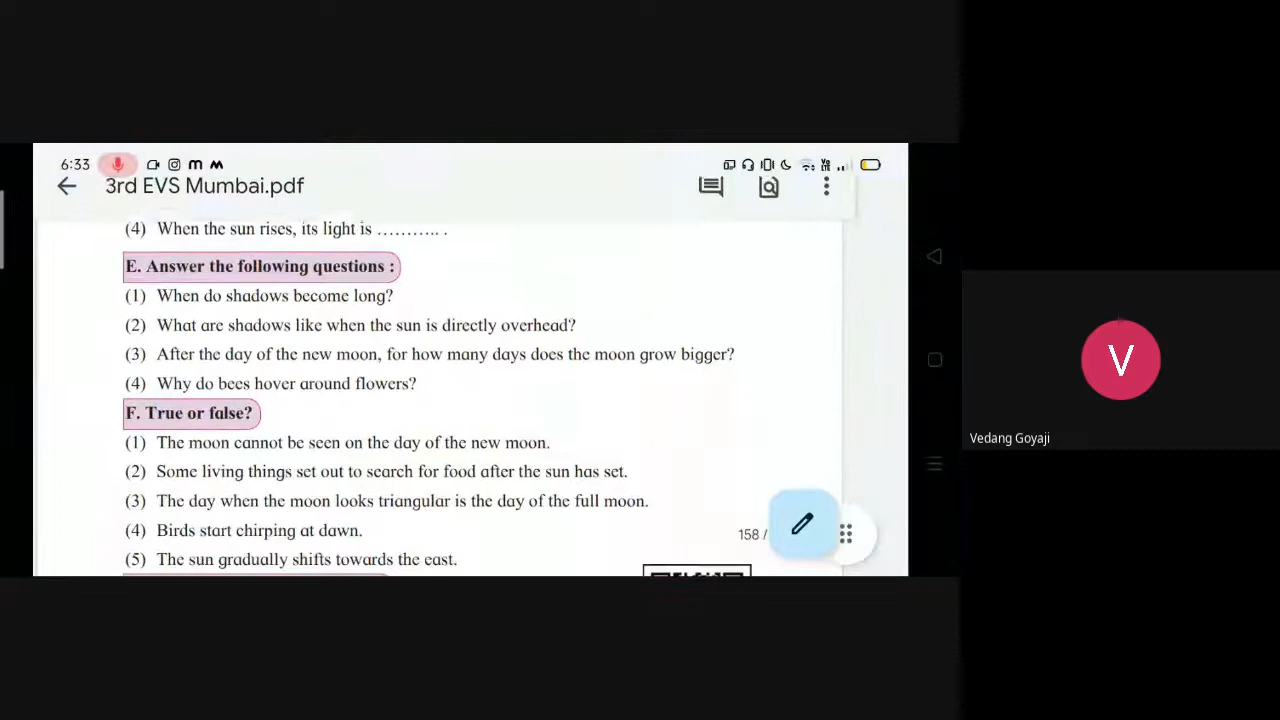 6:33
3rd EVS Mumbai.pdf
(4) When the sun rises, its light is ........... .
E. Answer the following questions :
(1) When do shadows become long?
(2) What are shadows like when the sun is directly overhead?
(3) After the day of the new moon, for how many days does the moon grow bigger?
(4) Why do bees hover around flowers?
F. True or false?
(1) The moon cannot be seen on the day of the new moon.
(2) Some living things set out to search for food after the sun has set.
(3) The day when the moon looks triangular is the day of the full moon.
(4) Birds start chirping at dawn.
158 /
(5) The sun gradually shifts towards the east.
V
Vedang Goyaji